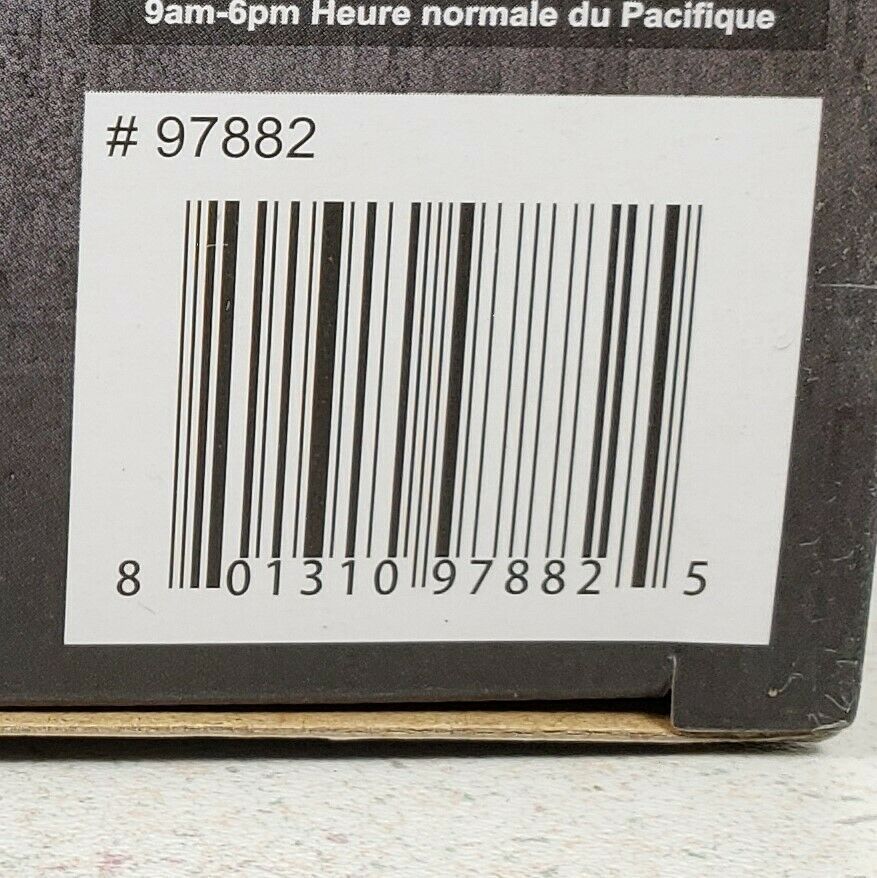 9am-6pm Heure normale du Pacifique
# 97882
8 01310 97882 5